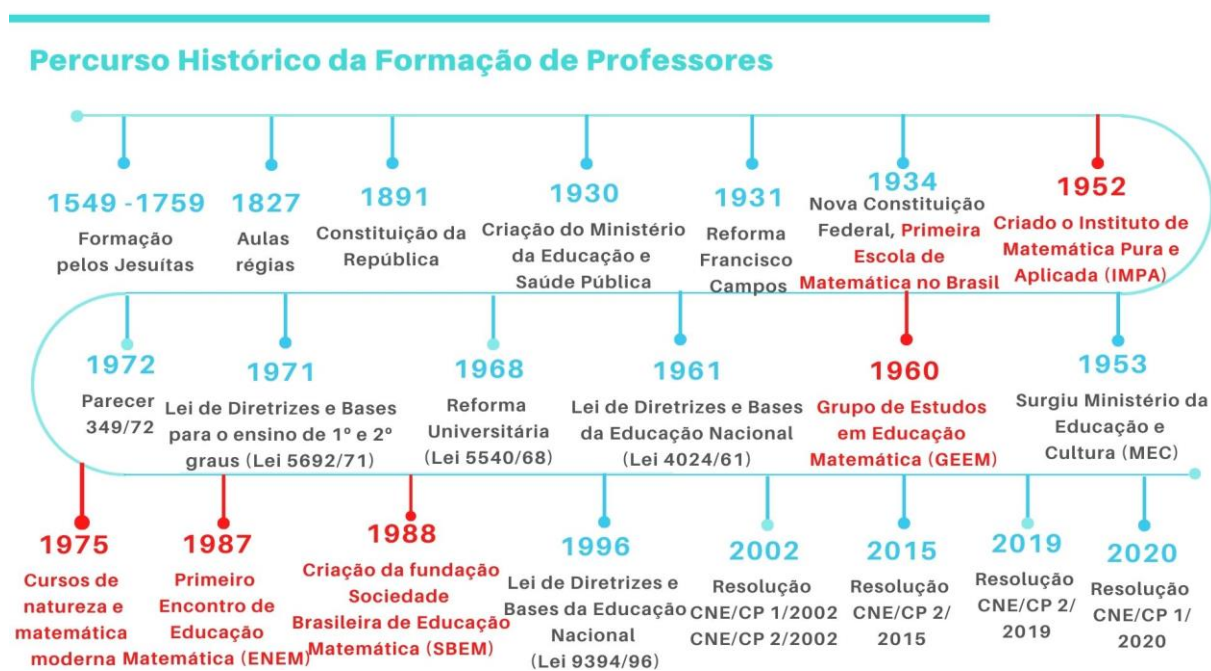 Percurso Histórico da Formação de Professores
1549 -1759
Formação
pelos Jesuítas
1827
Aulas
régias
1891
Constituição da
República
1930
Criação do Ministério
da Educação e
Saúde Pública
1931
Reforma
Francisco
Campos
1934
Nova Constituição
Federal, Primeira
Escola de
Matemática no Brasil
1952
Criado o Instituto de
Matemática Pura e
Aplicada (IMPA)
1972
Parecer
349/72
1971
Lei de Diretrizes e Bases
para o ensino de 1º e 2º
graus (Lei 5692/71)
1968
Reforma
Universitária
(Lei 5540/68)
1961
Lei de Diretrizes e Bases
da Educação Nacional
(Lei 4024/61)
1960
Grupo de Estudos
em Educação
Matemática (GEEM)
1953
Surgiu Ministério da
Educação e
Cultura (MEC)
1975
Cursos de
natureza e
matemática
moderna
1987
Primeiro
Encontro de
Educação
Matemática (ENEM)
1988
Criação da fundação
Sociedade
Brasileira de Educação
Matemática (SBEM)
1996
Lei de Diretrizes e
Bases da Educação
Nacional
(Lei 9394/96)
2002
Resolução
CNE/CP 1/2002
CNE/CP 2/2002
2015
Resolução
CNE/CP 2/
2015
2019
Resolução
CNE/CP 2/
2019
2020
Resolução
CNE/CP 1/
2020